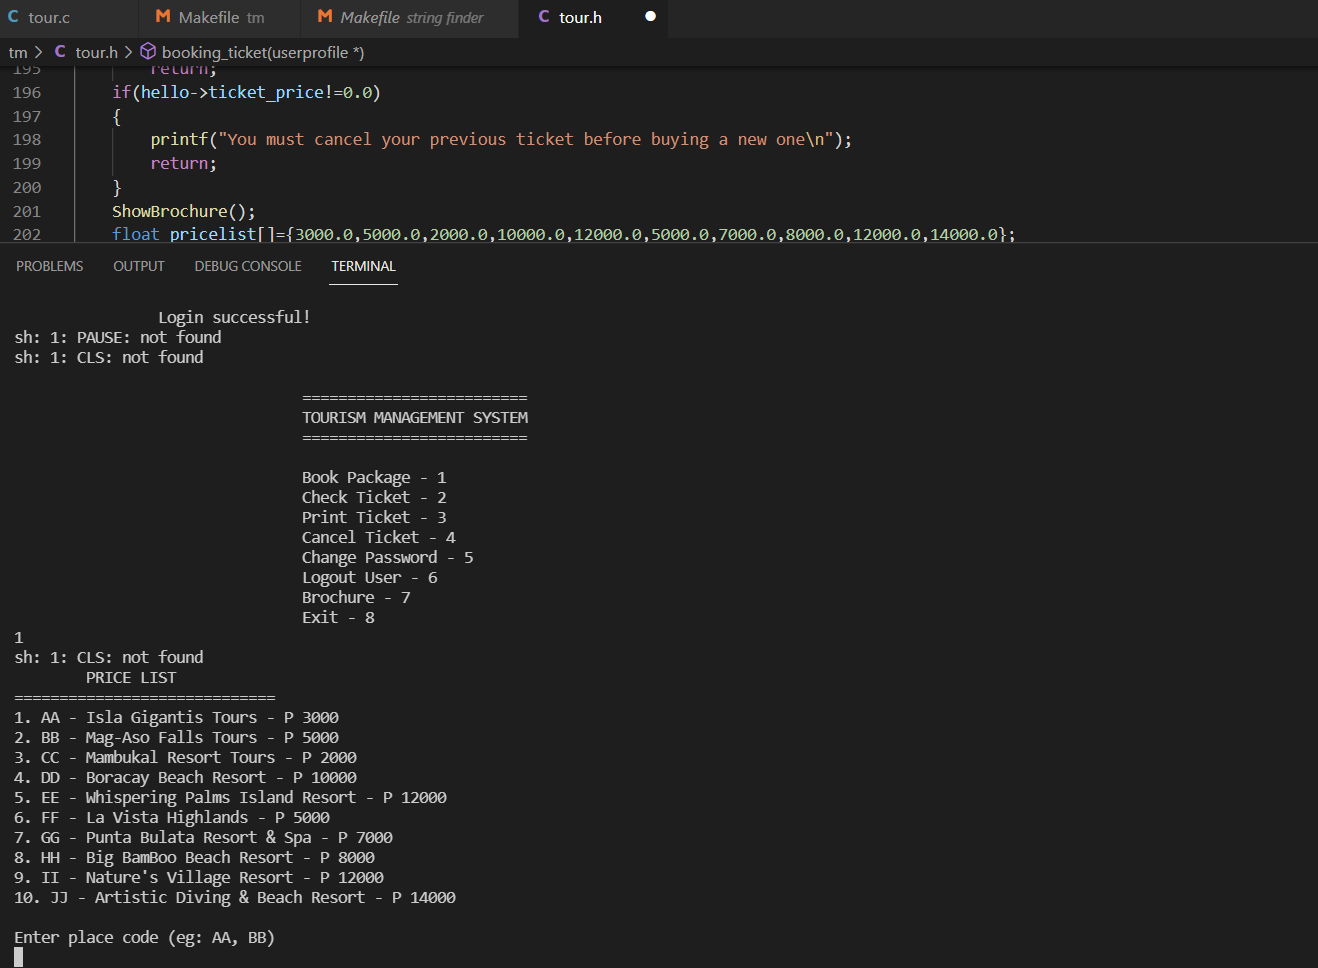 tour.c
Makefile tm
Makefile string finder
tour.h
tm > tour.h > booking_ticket(userprofile *)
195 return;
196 if(hello->ticket_price!=0.0)
197 {
198 printf("You must cancel your previous ticket before buying a new one\n");
199 return;
200 }
201 ShowBrochure();
202 float pricelist[]={3000.0,5000.0,2000.0,10000.0,12000.0,5000.0,7000.0,8000.0,12000.0,14000.0};
PROBLEMS OUTPUT DEBUG CONSOLE TERMINAL
Login successful!
sh: 1: PAUSE: not found
sh: 1: CLS: not found
=========================
TOURISM MANAGEMENT SYSTEM
=========================
Book Package - 1
Check Ticket - 2
Print Ticket - 3
Cancel Ticket - 4
Change Password - 5
Logout User - 6
Brochure - 7
Exit - 8
1
sh: 1: CLS: not found
PRICE LIST
=============================
1. AA - Isla Gigantis Tours - P 3000
2. BB - Mag-Aso Falls Tours - P 5000
3. CC - Mambukal Resort Tours - P 2000
4. DD - Boracay Beach Resort - P 10000
5. EE - Whispering Palms Island Resort - P 12000
6. FF - La Vista Highlands - P 5000
7. GG - Punta Bulata Resort & Spa - P 7000
8. HH - Big BamBoo Beach Resort - P 8000
9. II - Nature's Village Resort - P 12000
10. JJ - Artistic Diving & Beach Resort - P 14000
Enter place code (eg: AA, BB)